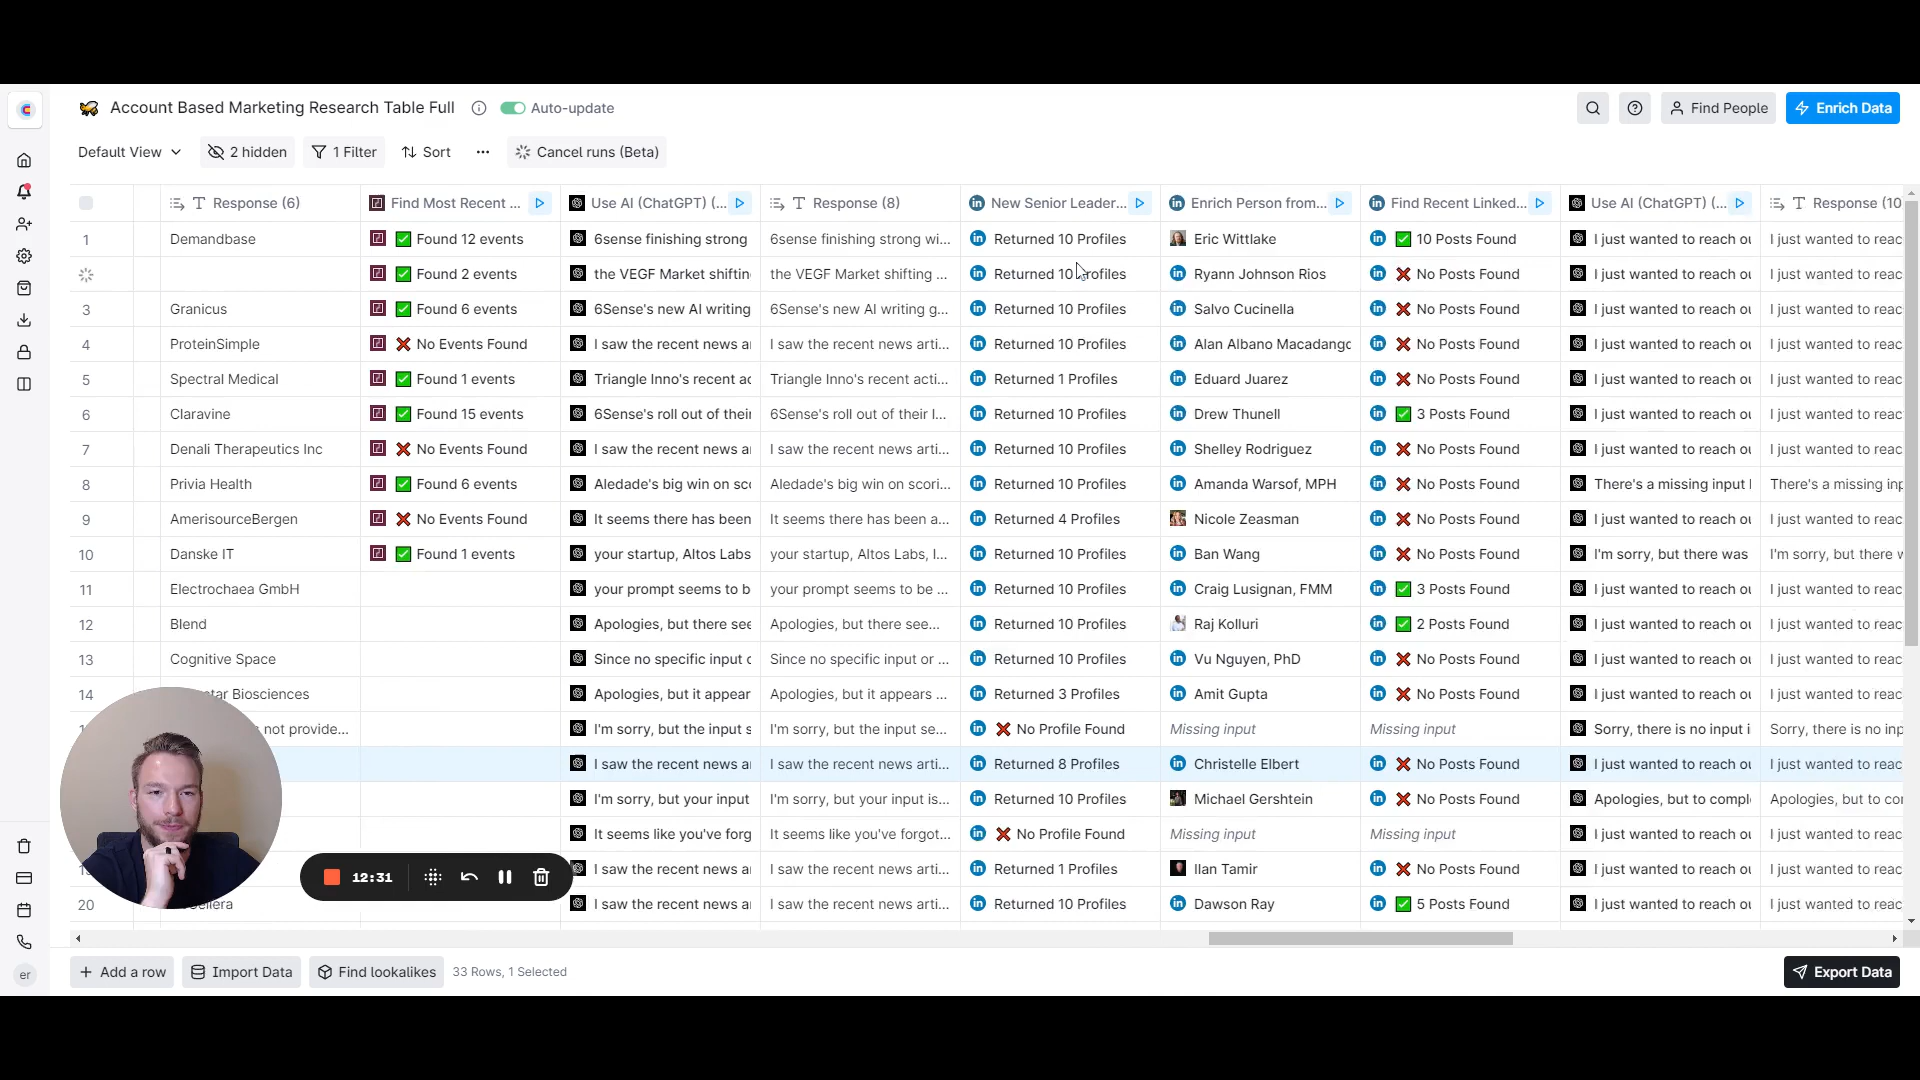 Account Based Marketing Research Table Full Auto-update Find People Enrich Data
Default View 2 hidden 1 Filter Sort ··· Cancel runs (Beta)
Response (6) Find Most Recent ... Use AI (ChatGPT) (... Response (8) New Senior Leader... Enrich Person from... Find Recent Linked... Use AI (ChatGPT) (... Response (10
1 Demandbase Found 12 events 6sense finishing strong 6sense finishing strong wi... Returned 10 Profiles Eric Wittlake 10 Posts Found I just wanted to reach ou I just wanted to reac
Found 2 events the VEGF Market shiftin the VEGF Market shifting ... Returned 10 Profiles Ryann Johnson Rios No Posts Found I just wanted to reach ou I just wanted to reac
3 Granicus Found 6 events 6Sense's new AI writing 6Sense's new AI writing g... Returned 10 Profiles Salvo Cucinella No Posts Found I just wanted to reach ou I just wanted to reac
4 ProteinSimple No Events Found I saw the recent news ar I saw the recent news arti... Returned 10 Profiles Alan Albano Macadango No Posts Found I just wanted to reach ou I just wanted to reac
5 Spectral Medical Found 1 events Triangle Inno's recent ac Triangle Inno's recent acti... Returned 1 Profiles Eduard Juarez No Posts Found I just wanted to reach ou I just wanted to reac
6 Claravine Found 15 events 6Sense's roll out of their 6Sense's roll out of their l... Returned 10 Profiles Drew Thunell 3 Posts Found I just wanted to reach ou I just wanted to reac
7 Denali Therapeutics Inc No Events Found I saw the recent news ar I saw the recent news arti... Returned 10 Profiles Shelley Rodriguez No Posts Found I just wanted to reach ou I just wanted to reac
8 Privia Health Found 6 events Aledade's big win on sco Aledade's big win on scori... Returned 10 Profiles Amanda Warsof, MPH No Posts Found There's a missing input There's a missing inp
9 AmerisourceBergen No Events Found It seems there has been It seems there has been a... Returned 4 Profiles Nicole Zeasman No Posts Found I just wanted to reach ou I just wanted to reac
10 Danske IT Found 1 events your startup, Altos Labs your startup, Altos Labs, I... Returned 10 Profiles Ban Wang No Posts Found I'm sorry, but there was I'm sorry, but there w
11 Electrochaea GmbH your prompt seems to b your prompt seems to be ... Returned 10 Profiles Craig Lusignan, FMM 3 Posts Found I just wanted to reach ou I just wanted to reac
12 Blend Apologies, but there see Apologies, but there see... Returned 10 Profiles Raj Kolluri 2 Posts Found I just wanted to reach ou I just wanted to reac
13 Cognitive Space Since no specific input o Since no specific input or ... Returned 10 Profiles Vu Nguyen, PhD No Posts Found I just wanted to reach ou I just wanted to reac
14 tar Biosciences Apologies, but it appear Apologies, but it appears ... Returned 3 Profiles Amit Gupta No Posts Found I just wanted to reach ou I just wanted to reac
not provide... I'm sorry, but the input s I'm sorry, but the input se... No Profile Found Missing input Missing input Sorry, there is no input i Sorry, there is no inp
I saw the recent news ar I saw the recent news arti... Returned 8 Profiles Christelle Elbert No Posts Found I just wanted to reach ou I just wanted to reac
I'm sorry, but your input I'm sorry, but your input is... Returned 10 Profiles Michael Gershtein No Posts Found Apologies, but to compl Apologies, but to cor
It seems like you've forg It seems like you've forgot... No Profile Found Missing input Missing input I just wanted to reach ou I just wanted to reac
I saw the recent news ar I saw the recent news arti... Returned 1 Profiles Ilan Tamir No Posts Found I just wanted to reach ou I just wanted to reac
12:31
20 I saw the recent news ar I saw the recent news arti... Returned 10 Profiles Dawson Ray 5 Posts Found I just wanted to reach ou I just wanted to reac
er Add a row Import Data Find lookalikes 33 Rows, 1 Selected Export Data